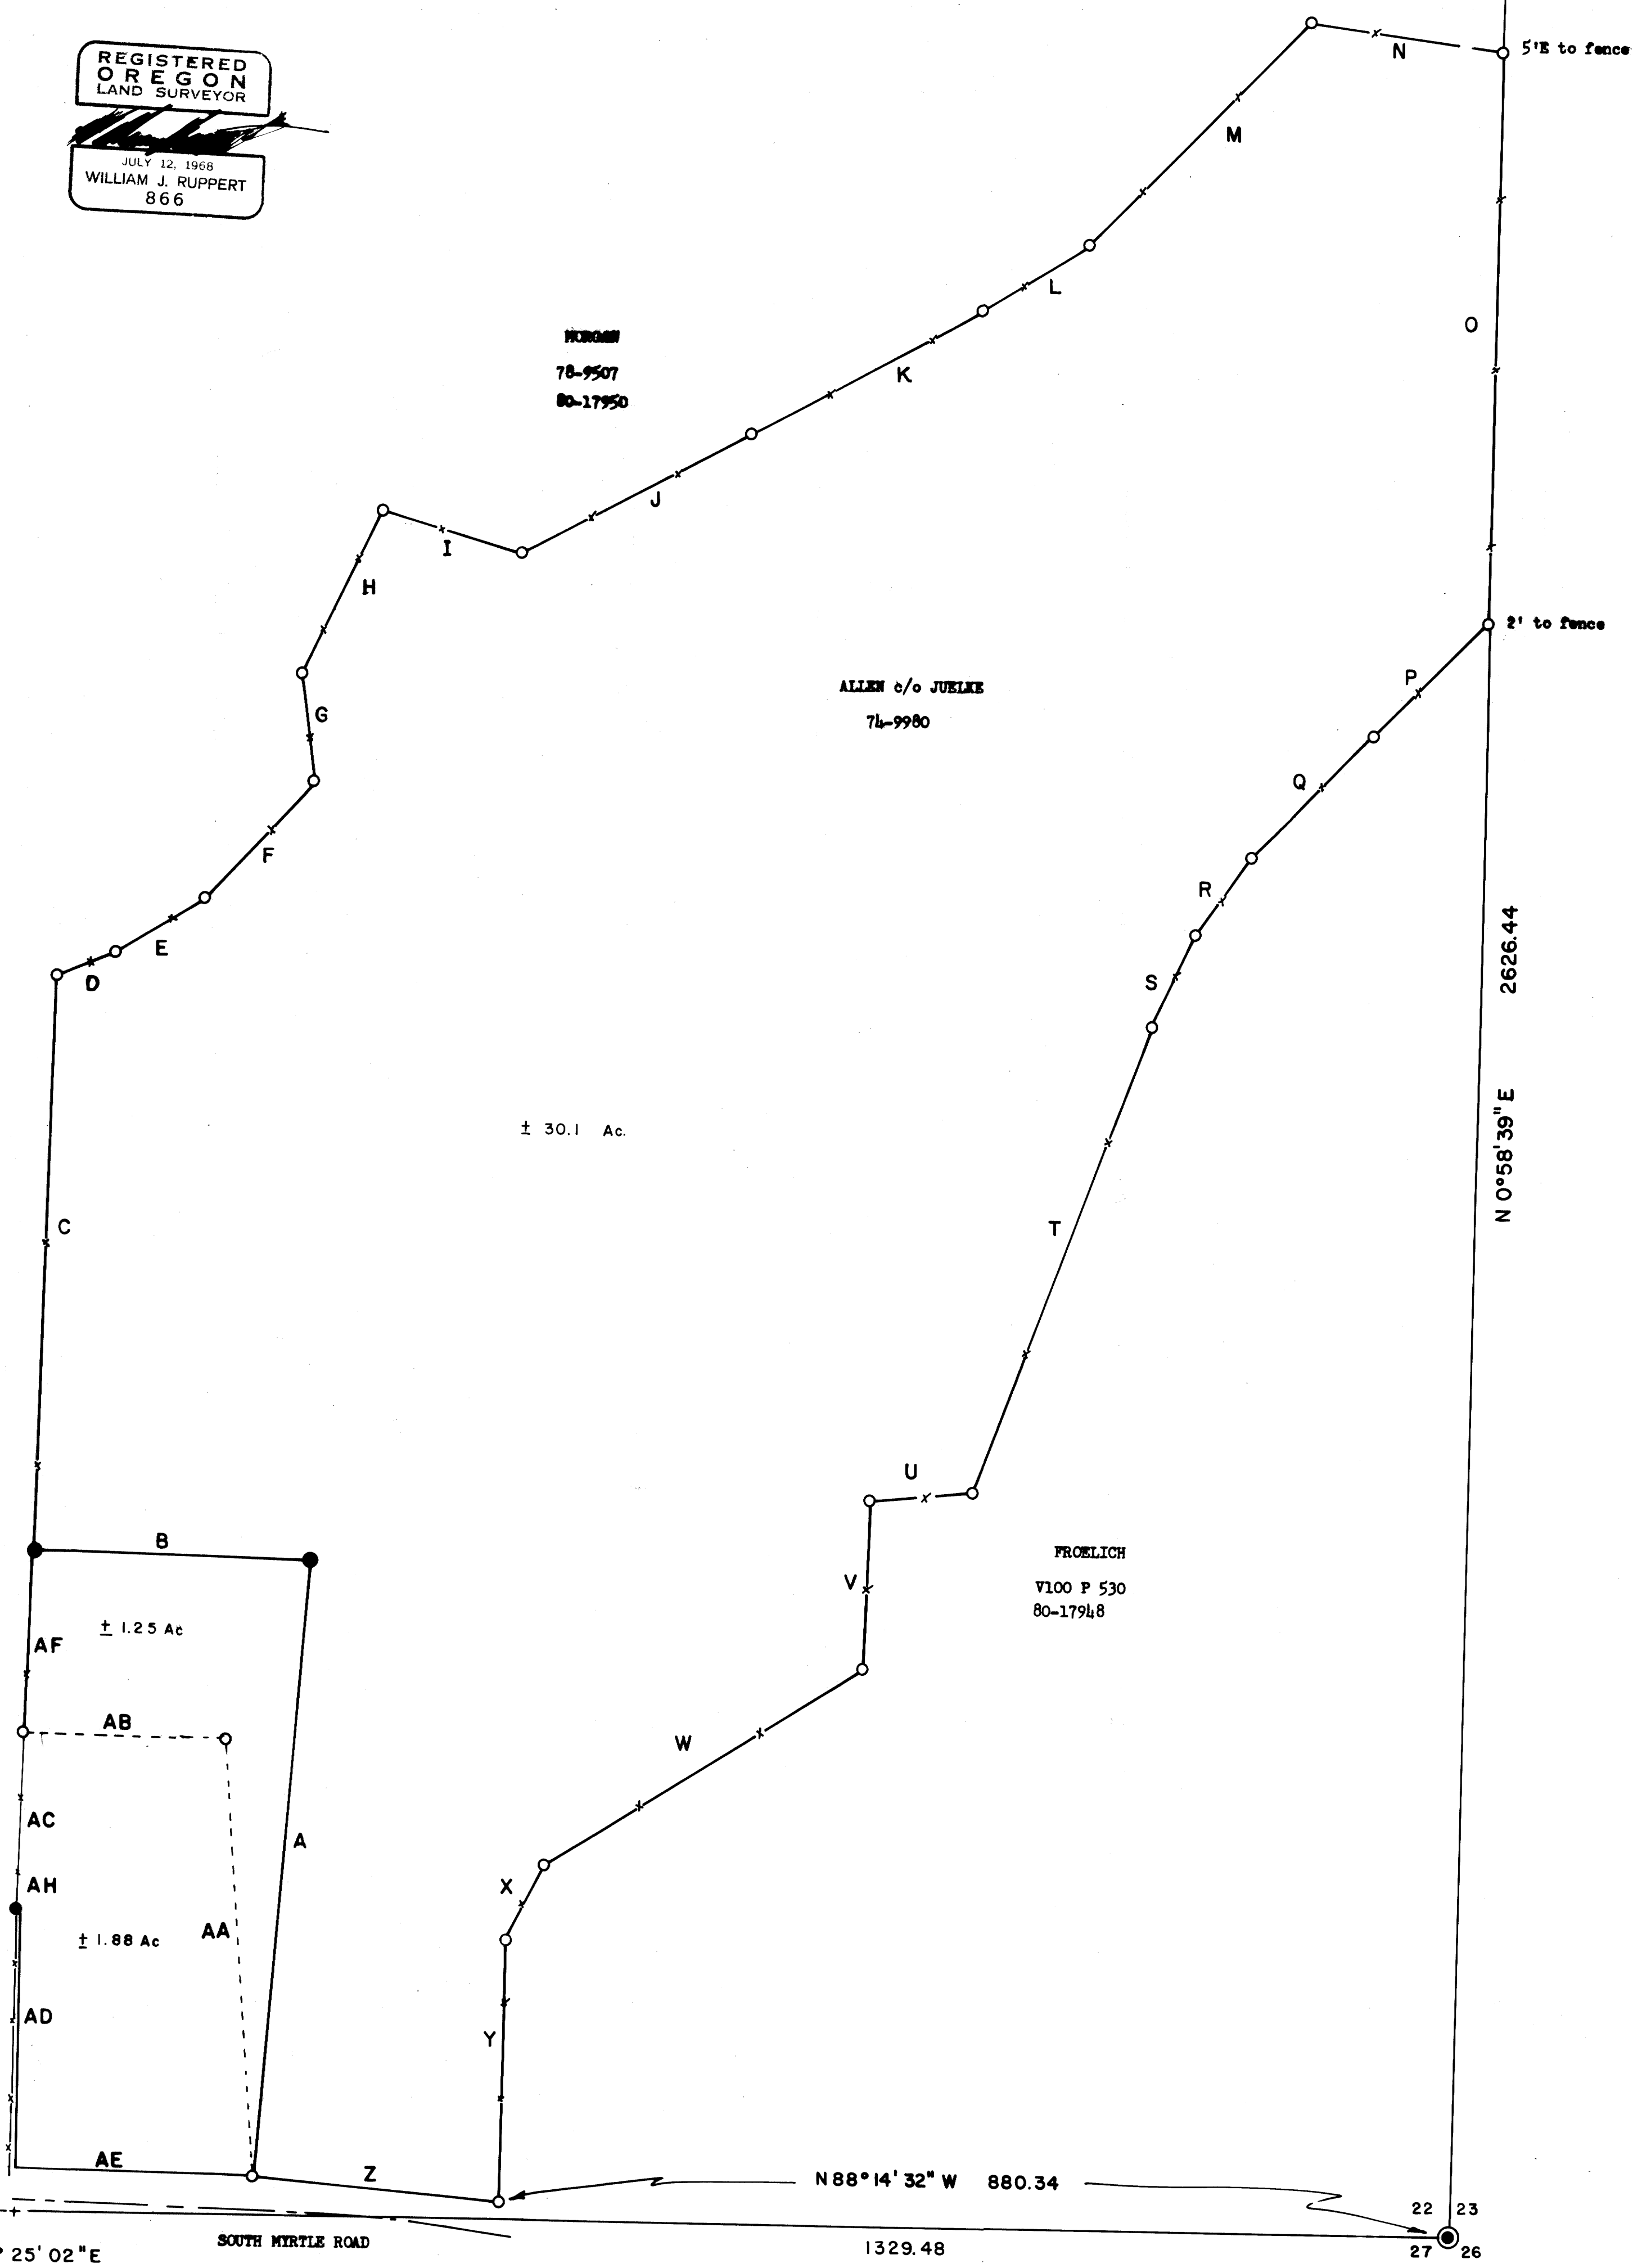 REGISTERED
OREGON
LAND SURVEYOR
JULY 12, 1968
WILLIAM J. RUPPERT
866
N
5'E to fence
M
L
O
MORGAN
78-9507
80-17950
K
J
I
H
2' to fence
P
ALLEN c/o JUELKE
74-9980
G
Q
F
R
E
D
S
2626.44
N 0°58'39" E
± 30.1 Ac.
C
T
U
B
FROELICH
V100 P 530
80-17948
V
± 1.25 Ac
AF
AB
W
AC
A
AH
X
AA
± 1.88 Ac
AD
Y
AE
Z
N 88° 14' 32" W 880.34
22 23
SOUTH MYRTLE ROAD
1329.48
27 26
° 25' 02" E